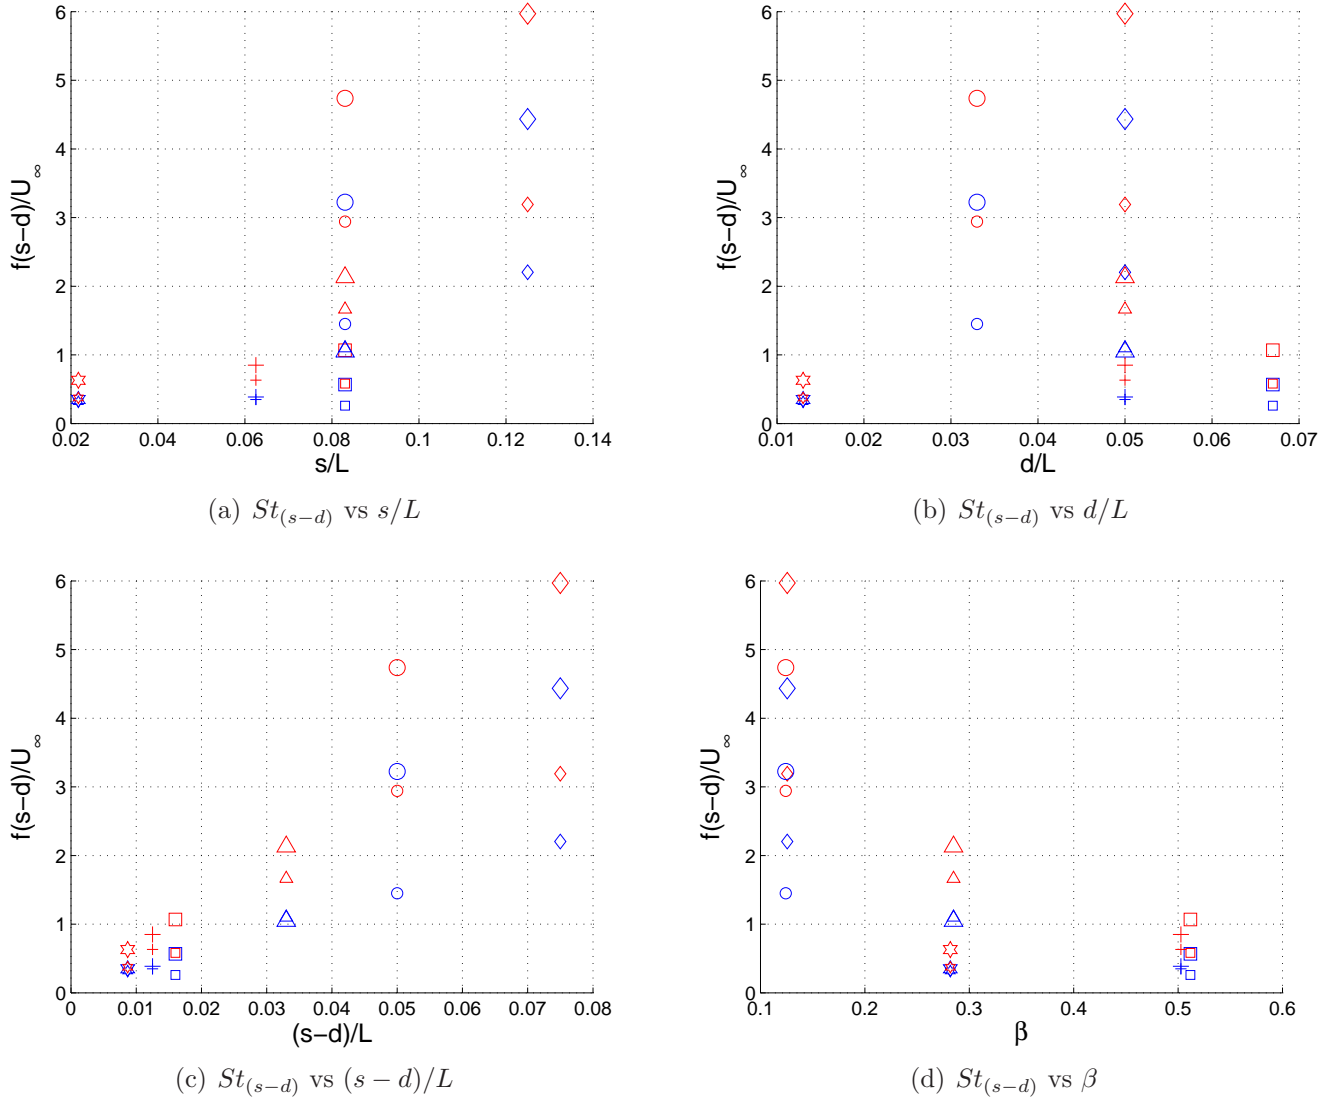 6
5
4
3
2
1
0
f(s−d)/U∞
0.02 0.04 0.06 0.08 0.1 0.12 0.14
s/L
(a) St(s−d) vs s/L
6
5
4
3
2
1
0
f(s−d)/U∞
0.01 0.02 0.03 0.04 0.05 0.06 0.07
d/L
(b) St(s−d) vs d/L
6
5
4
3
2
1
0
f(s−d)/U∞
0 0.01 0.02 0.03 0.04 0.05 0.06 0.07 0.08
(s−d)/L
(c) St(s−d) vs (s − d)/L
6
5
4
3
2
1
0
f(s−d)/U∞
0.1 0.2 0.3 0.4 0.5 0.6
β
(d) St(s−d) vs β